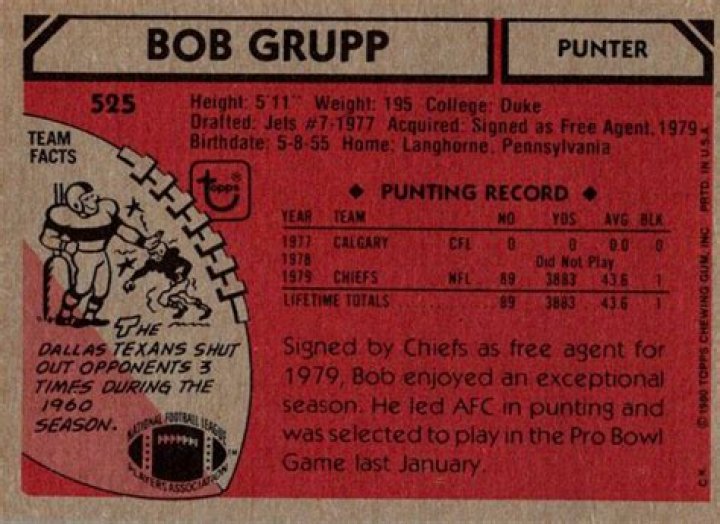 BOB GRUPP
PUNTER
525
Height: 5'11" Weight: 195 College: Duke
Drafted: Jets #7-1977 Acquired: Signed as Free Agent, 1979
Birthdate: 5-8-55 Home: Langhorne, Pennsylvania
TEAM
FACTS
topps®
◆ PUNTING RECORD ◆
YEAR TEAM NO YDS AVG BLK
1977 CALGARY CFL 0 0 0.0 0
1978 Did Not Play
1979 CHIEFS NFL 89 3883 43.6 1
LIFETIME TOTALS 89 3883 43.6 1
THE
DALLAS TEXANS SHUT
OUT OPPONENTS 3
TIMES DURING THE
1960
SEASON.
NATIONAL FOOTBALL LEAGUE
PLAYERS ASSOCIATION
Signed by Chiefs as free agent for
1979, Bob enjoyed an exceptional
season. He led AFC in punting and
was selected to play in the Pro Bowl
Game last January.
C.K. © 1980 TOPPS CHEWING GUM, INC. PRTD. IN U.S.A.